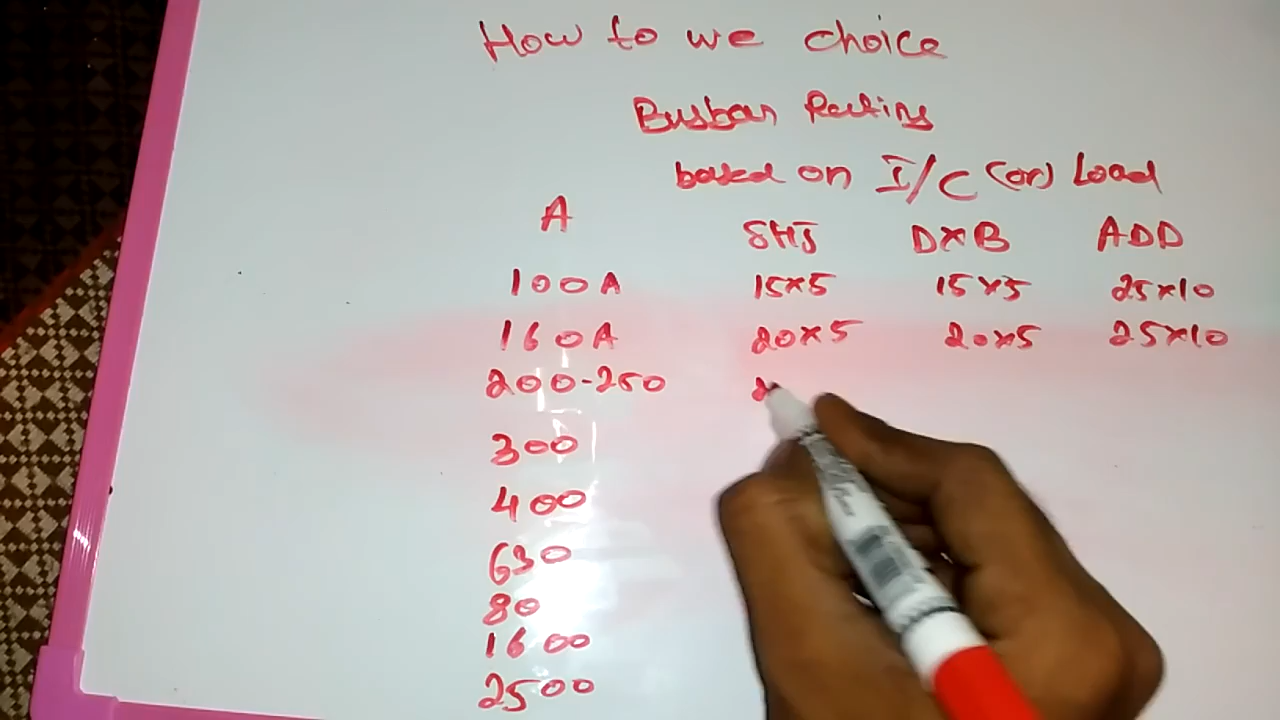 How to we choice
Busbar Rating
based on I/C (or) Load
A SHJ DXB ADD
100A 15x5 15x5 25x10
160A 20x5 20x5 25x10
200-250 2
300
400
630
80
1600
2500